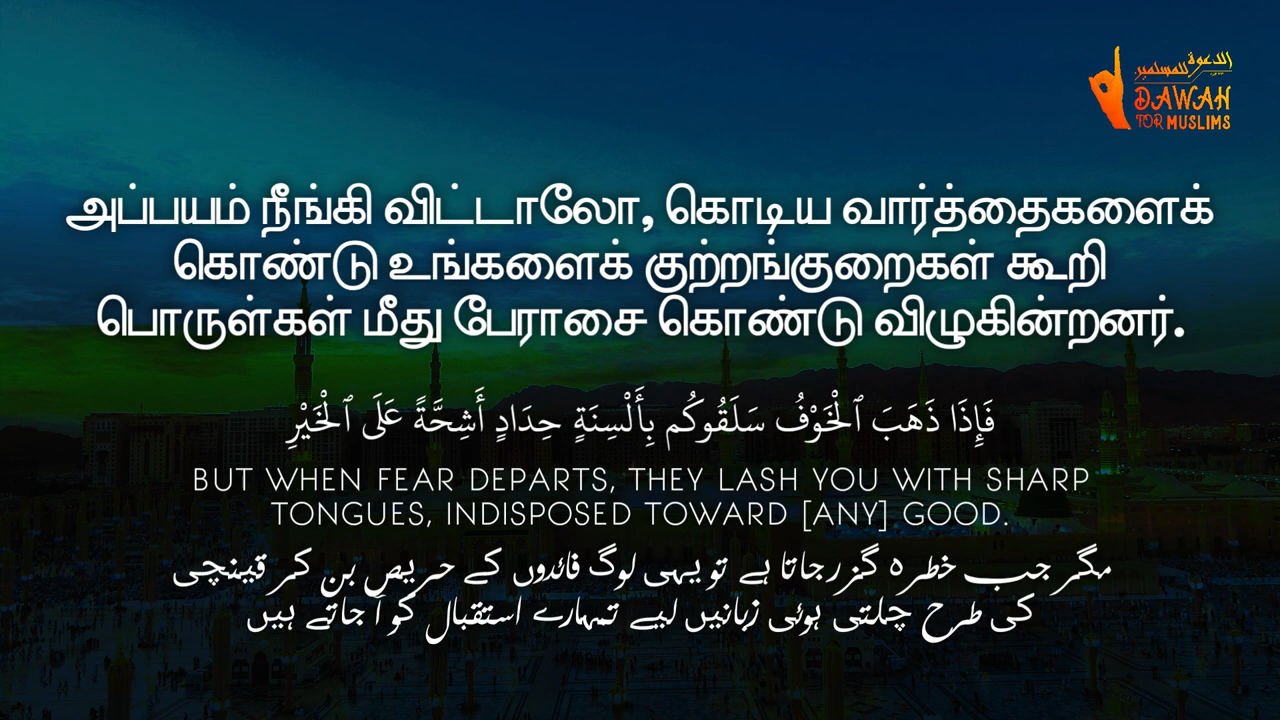 الدعوة للمسلمين
DAWAH
FOR MUSLIMS
அப்பயம் நீங்கி விட்டாலோ, கொடிய வார்த்தைகளைக்
கொண்டு உங்களைக் குற்றங்குறைகள் கூறி
பொருள்கள் மீது பேராசை கொண்டு விழுகின்றனர்.
فَإِذَا ذَهَبَ ٱلْخَوْفُ سَلَقُوكُم بِأَلْسِنَةٍ حِدَادٍ أَشِحَّةً عَلَى ٱلْخَيْرِ
BUT WHEN FEAR DEPARTS, THEY LASH YOU WITH SHARP
TONGUES, INDISPOSED TOWARD [ANY] GOOD.
مگر جب خطرہ گزر جاتا ہے تو یہی لوگ فائدوں کے حریص بن کر قینچی
کی طرح چلتی ہوئی زبانیں لیے تمہارے استقبال کو آ جاتے ہیں